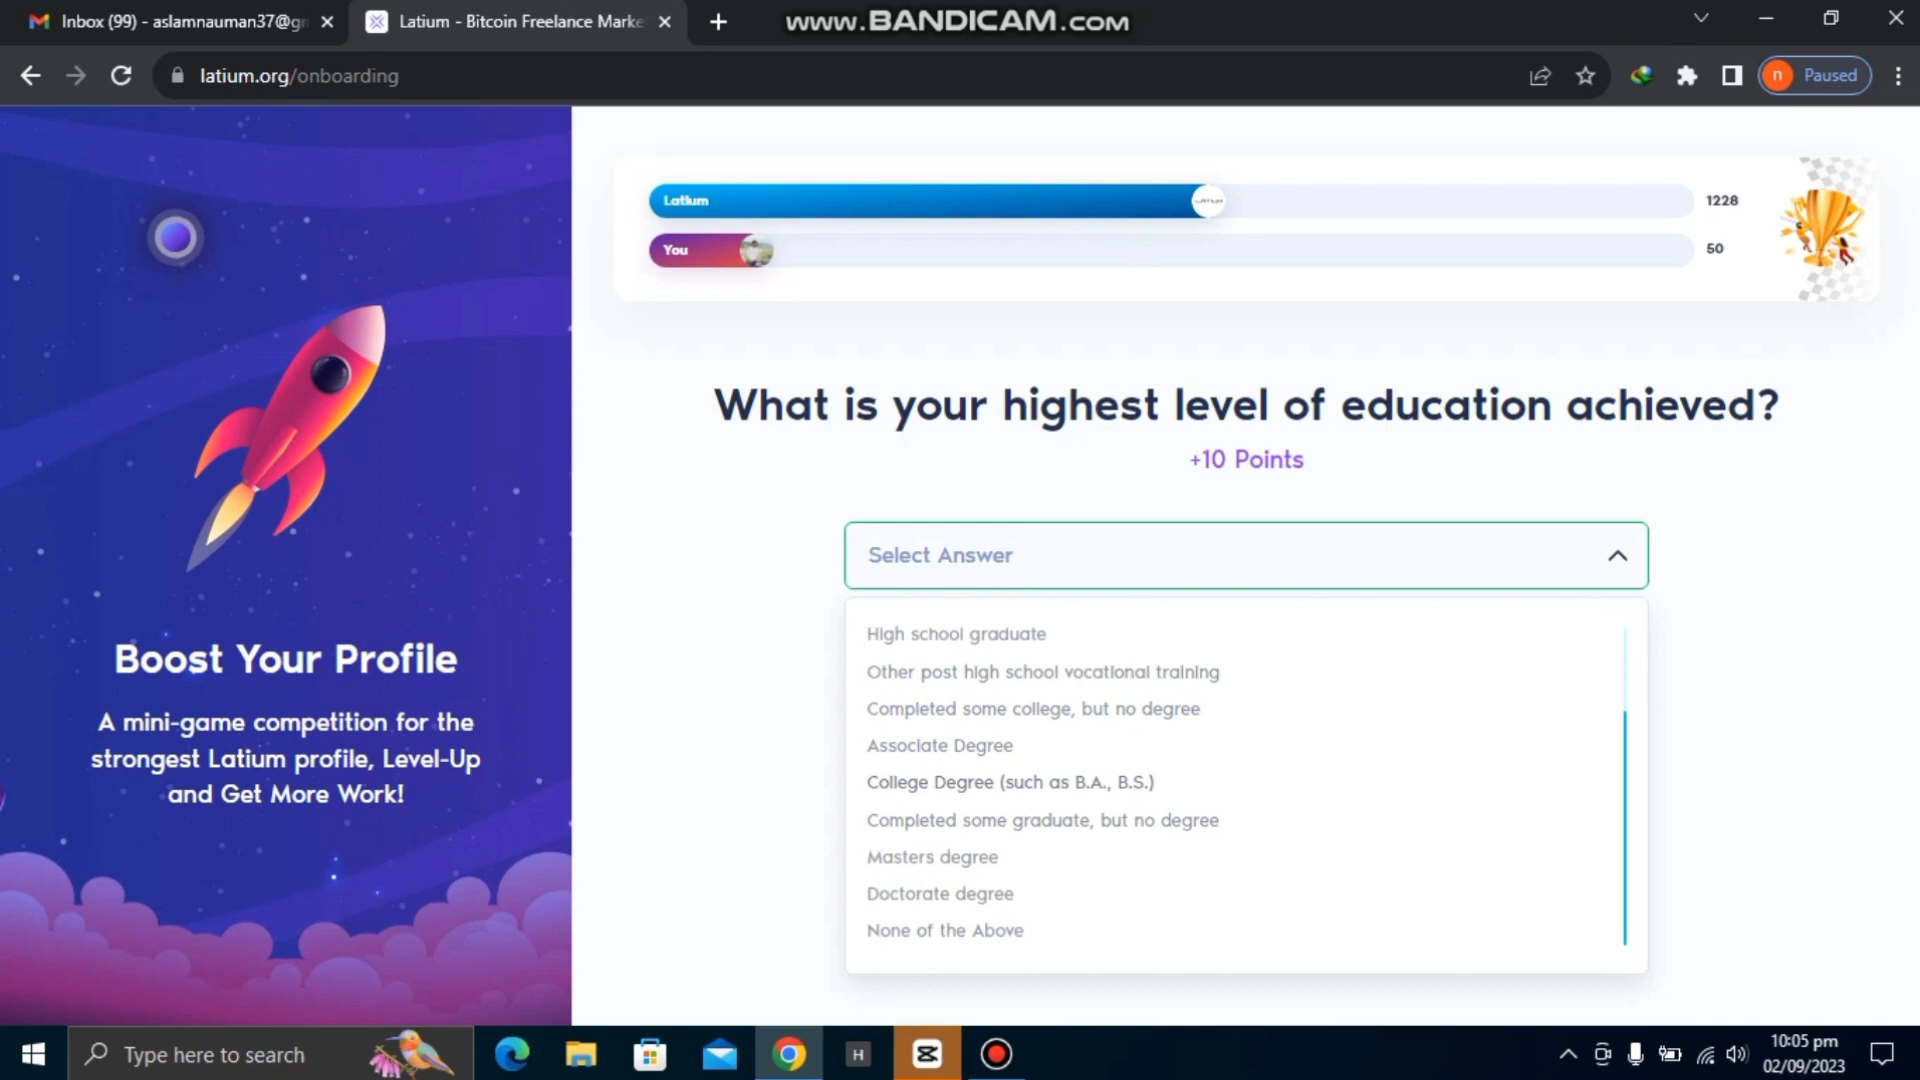 Inbox (99) - aslamnauman37@gr
Latium - Bitcoin Freelance Marke
www.BANDICAM.com
latium.org/onboarding
n
Paused
Latium
LATIUM
1228
You
50
What is your highest level of education achieved?
+10 Points
Select Answer
High school graduate
Other post high school vocational training
Completed some college, but no degree
Associate Degree
College Degree (such as B.A., B.S.)
Completed some graduate, but no degree
Masters degree
Doctorate degree
None of the Above
Boost Your Profile
A mini-game competition for the
strongest Latium profile, Level-Up
and Get More Work!
Type here to search
H
10:05 pm
02/09/2023